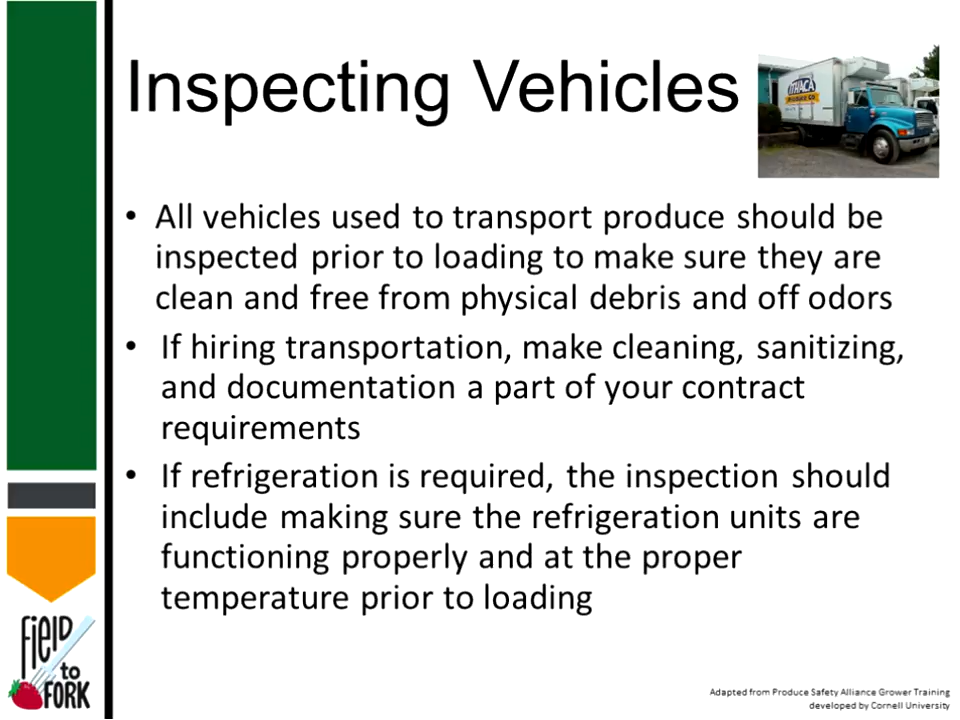 Inspecting Vehicles
ITHACA
PRODUCE CO
• All vehicles used to transport produce should be
inspected prior to loading to make sure they are
clean and free from physical debris and off odors
• If hiring transportation, make cleaning, sanitizing,
and documentation a part of your contract
requirements
• If refrigeration is required, the inspection should
include making sure the refrigeration units are
functioning properly and at the proper
temperature prior to loading
FiElD
to
FORK
Adapted from Produce Safety Alliance Grower Training
developed by Cornell University